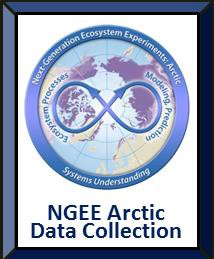 Next-Generation Ecosystem Experiments: Arctic
Ecosystem Processes
Modeling, Prediction
Systems Understanding
NGEE Arctic
Data Collection